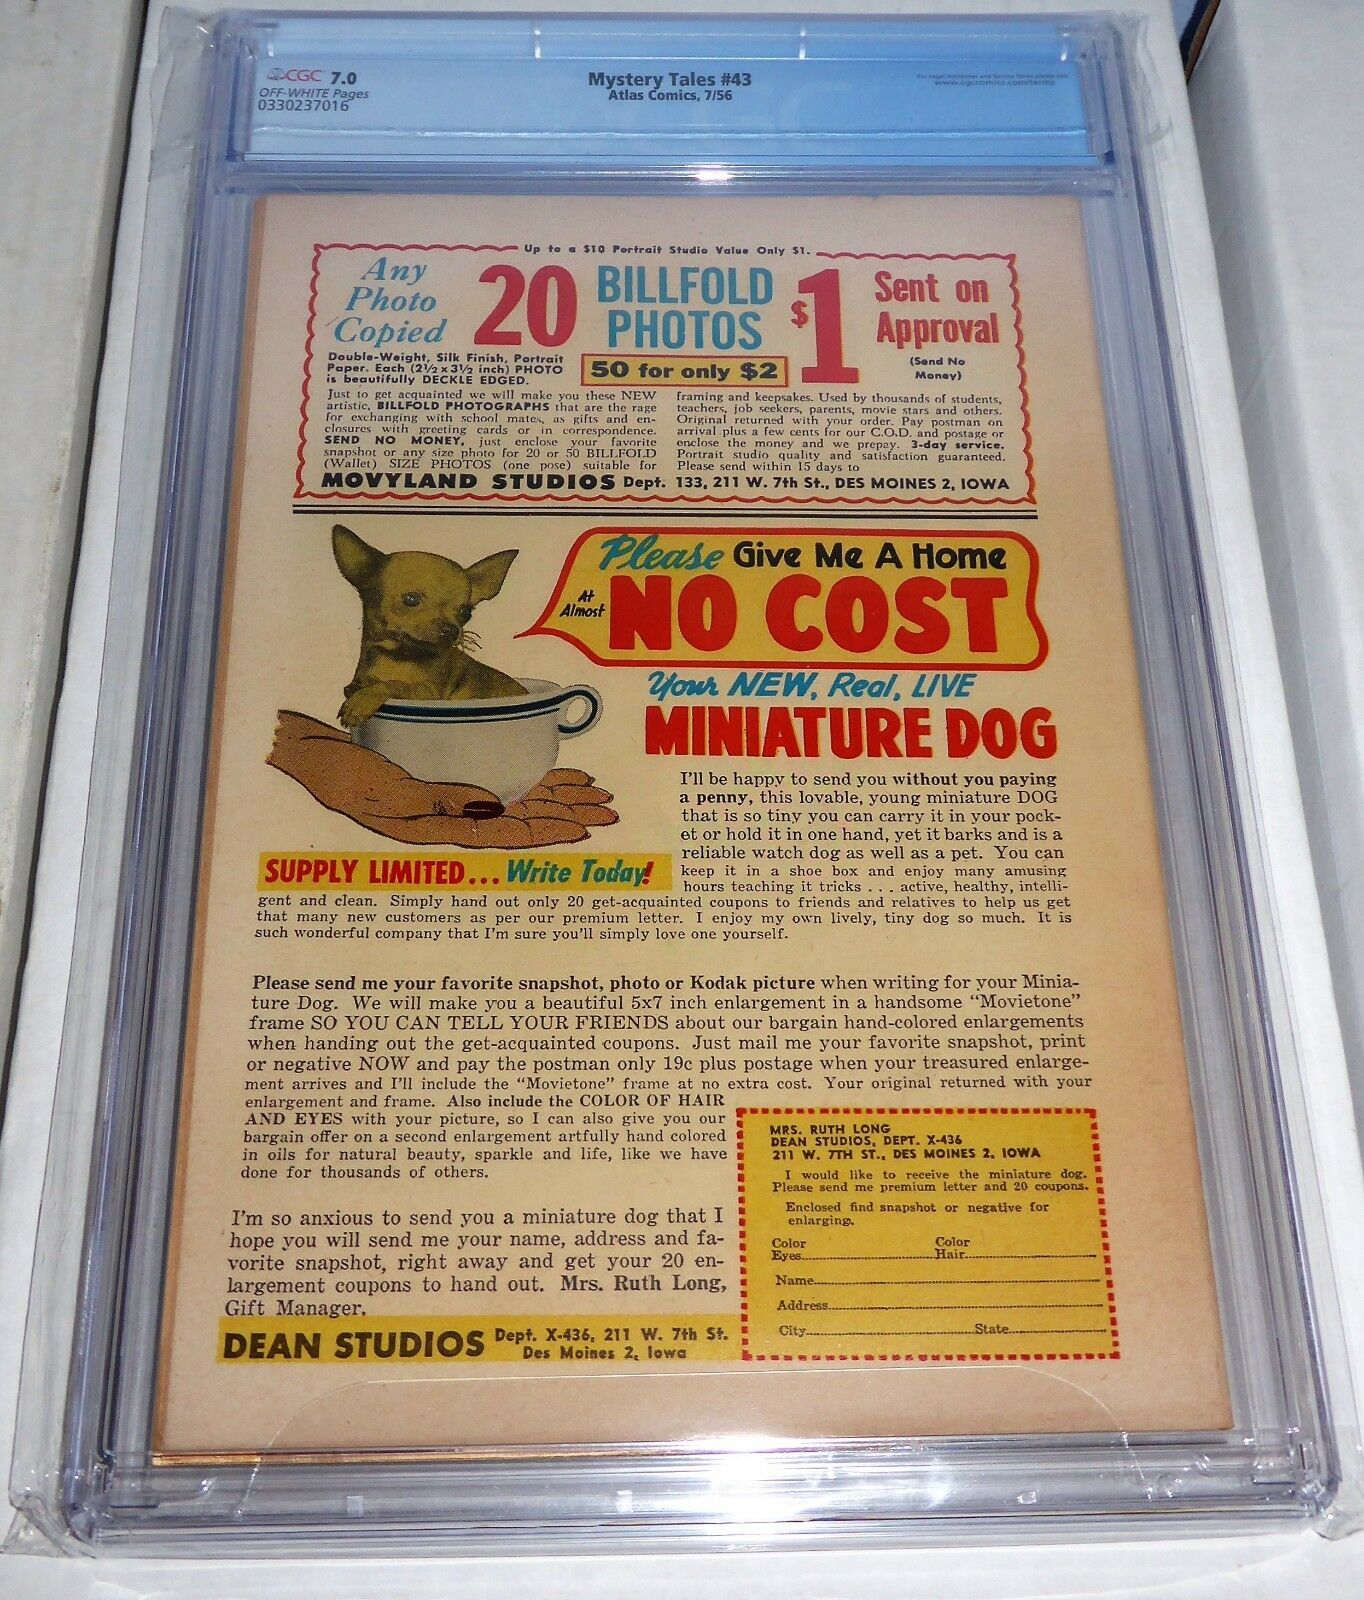 CGC 7.0
OFF-WHITE Pages
0330237016
Mystery Tales #43
Atlas Comics, 7/56
www.cgccomics.com/terms
Up to a $10 Portrait Studio Value Only $1.
Any
Photo
Copied
20
BILLFOLD
PHOTOS
50 for only $2
$1
Sent on
Approval
(Send No
Money)
Double-Weight, Silk Finish, Portrait
Paper. Each (2½ x 3½ inch) PHOTO
is beautifully DECKLE EDGED.
Just to get acquainted we will make you these NEW
artistic, BILLFOLD PHOTOGRAPHS that are the rage
for exchanging with school mates, as gifts and en-
closures with greeting cards or in correspondence.
SEND NO MONEY, just enclose your favorite
snapshot or any size photo for 20 or 50 BILLFOLD
(Wallet) SIZE PHOTOS (one pose) suitable for
framing and keepsakes. Used by thousands of students,
teachers, job seekers, parents, movie stars and others.
Original returned with your order. Pay postman on
arrival plus a few cents for our C.O.D. and postage or
enclose the money and we prepay. 3-day service.
Portrait studio quality and satisfaction guaranteed.
Please send within 15 days to
MOVYLAND STUDIOS Dept. 133, 211 W. 7th St., DES MOINES 2, IOWA
Please Give Me A Home
At
Almost
NO COST
Your NEW, Real, LIVE
MINIATURE DOG
I'll be happy to send you without you paying
a penny, this lovable, young miniature DOG
that is so tiny you can carry it in your pock-
et or hold it in one hand, yet it barks and is a
reliable watch dog as well as a pet. You can
keep it in a shoe box and enjoy many amusing
hours teaching it tricks . . . active, healthy, intelli-
SUPPLY LIMITED... Write Today!
gent and clean. Simply hand out only 20 get-acquainted coupons to friends and relatives to help us get
that many new customers as per our premium letter. I enjoy my own lively, tiny dog so much. It is
such wonderful company that I'm sure you'll simply love one yourself.
Please send me your favorite snapshot, photo or Kodak picture when writing for your Minia-
ture Dog. We will make you a beautiful 5x7 inch enlargement in a handsome "Movietone"
frame SO YOU CAN TELL YOUR FRIENDS about our bargain hand-colored enlargements
when handing out the get-acquainted coupons. Just mail me your favorite snapshot, print
or negative NOW and pay the postman only 19c plus postage when your treasured enlarge-
ment arrives and I'll include the "Movietone" frame at no extra cost. Your original returned with your
enlargement and frame. Also include the COLOR OF HAIR
AND EYES with your picture, so I can also give you our
bargain offer on a second enlargement artfully hand colored
in oils for natural beauty, sparkle and life, like we have
done for thousands of others.
I'm so anxious to send you a miniature dog that I
hope you will send me your name, address and fa-
vorite snapshot, right away and get your 20 en-
largement coupons to hand out. Mrs. Ruth Long,
Gift Manager.
DEAN STUDIOS Dept. X-436, 211 W. 7th St.
Des Moines 2, Iowa
MRS. RUTH LONG
DEAN STUDIOS, DEPT. X-436
211 W. 7TH ST., DES MOINES 2, IOWA
I would like to receive the miniature dog.
Please send me premium letter and 20 coupons.
Enclosed find snapshot or negative for
enlarging.
Color Color
Eyes Hair
Name
Address
City State